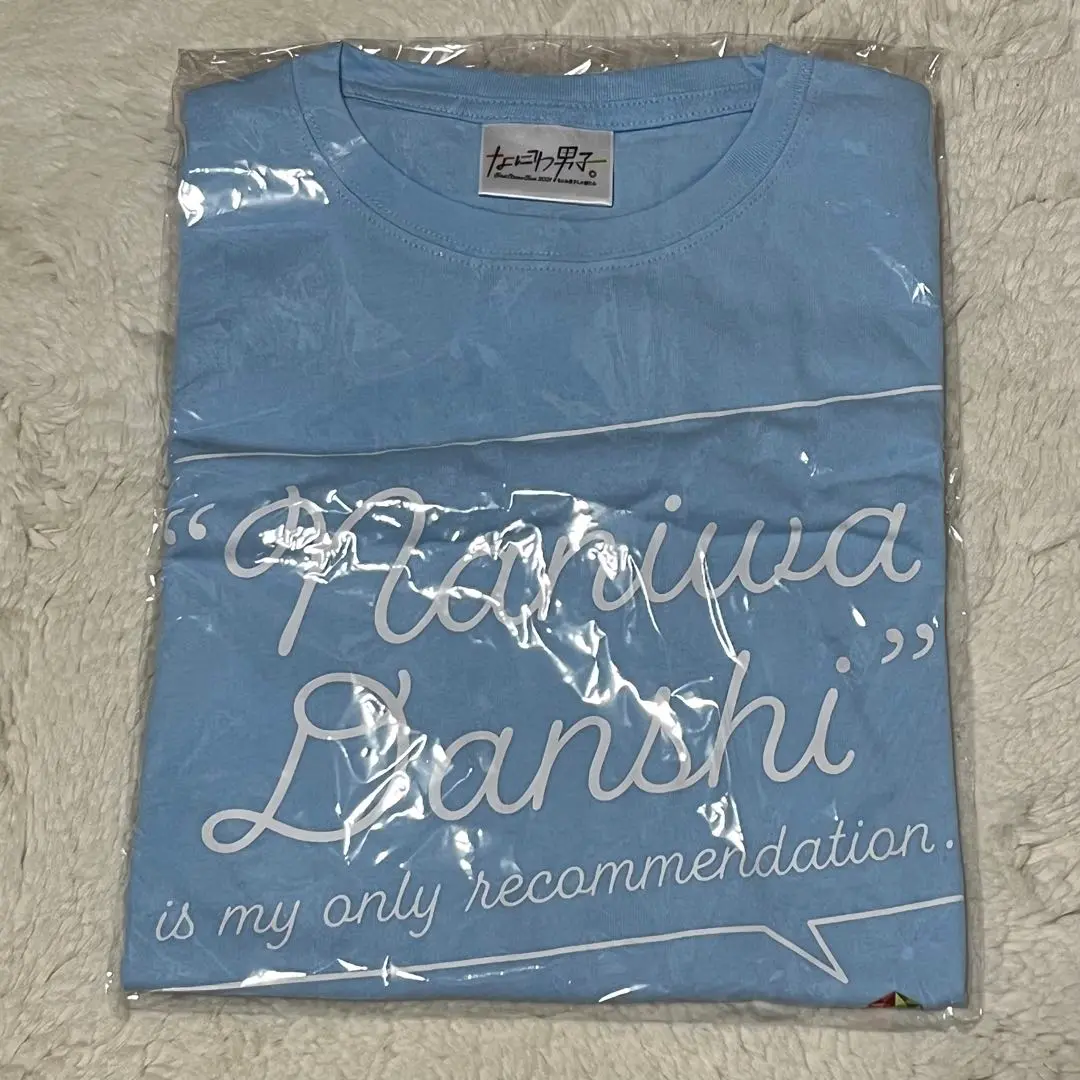 なにわ男子。
“Naniwa
Danshi”
is my only recommendation.